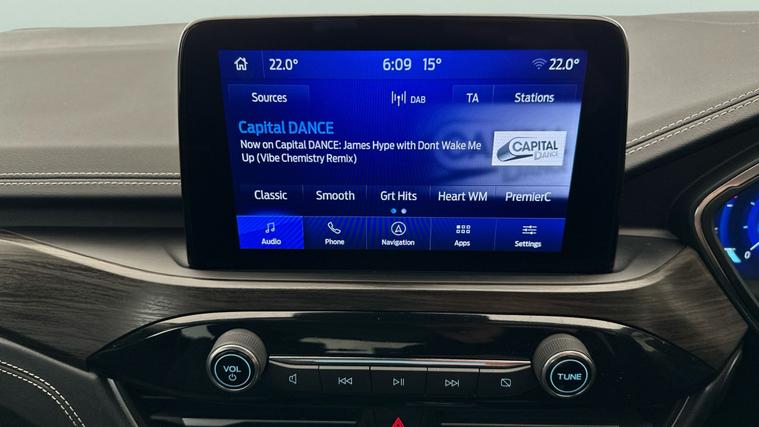 22.0° 6:09 15° 22.0°
Sources DAB TA Stations
Capital DANCE
Now on Capital DANCE: James Hype with Dont Wake Me
Up (Vibe Chemistry Remix)
CAPITAL
DANCE
Classic Smooth Grt Hits Heart WM PremierC
Audio Phone Navigation Apps Settings
VOL TUNE
0